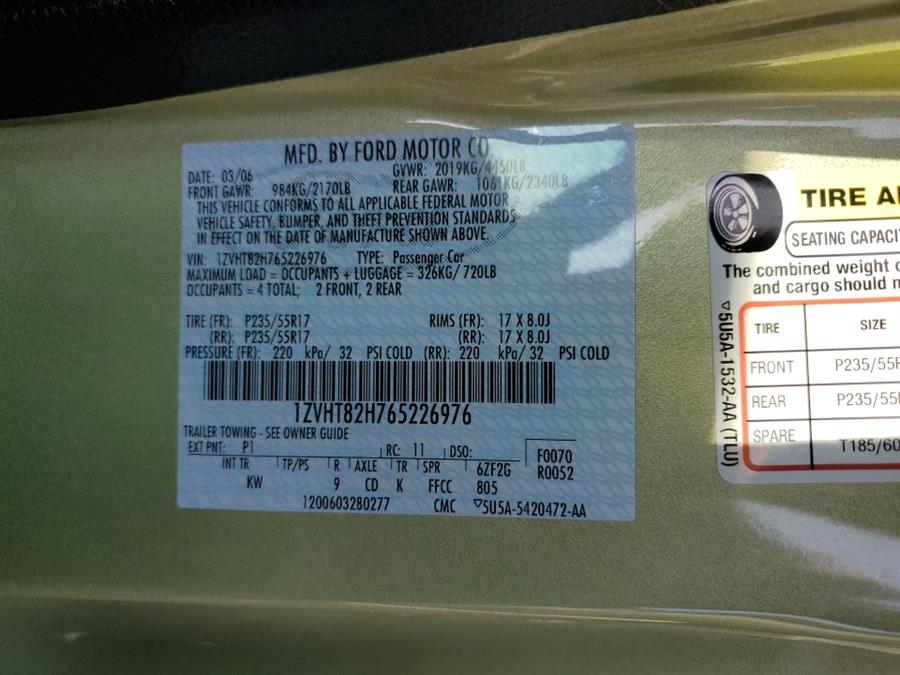 MFD. BY FORD MOTOR CO.
DATE: 03/06 GVWR: 2019KG/4450LB
FRONT GAWR: 984KG/2170LB REAR GAWR: 1061KG/2340LB
THIS VEHICLE CONFORMS TO ALL APPLICABLE FEDERAL MOTOR
VEHICLE SAFETY, BUMPER, AND THEFT PREVENTION STANDARDS
IN EFFECT ON THE DATE OF MANUFACTURE SHOWN ABOVE.
VIN: 1ZVHT82H765226976 TYPE: Passenger Car
MAXIMUM LOAD = OCCUPANTS + LUGGAGE = 326KG/720LB
OCCUPANTS = 4 TOTAL; 2 FRONT, 2 REAR
TIRE (FR): P235/55R17 RIMS (FR): 17 X 8.0J
(RR): P235/55R17 (RR): 17 X 8.0J
PRESSURE (FR): 220 kPa/ 32 PSI COLD (RR): 220 kPa/ 32 PSI COLD
1ZVHT82H765226976
TRAILER TOWING - SEE OWNER GUIDE
EXT PNT: P1 RC: 11 DSO: F0070
INT TR TP/PS R AXLE TR SPR 6ZF2G R0052
KW 9 CD K FFCC 805
1200603280277 CMC ▽5U5A-5420472-AA
TIRE A
SEATING CAPACI
The combined weight
and cargo should
▽5U5A-1532-AA (TLU)
TIRE SIZE
FRONT P235/55R
REAR P235/55
SPARE T185/60